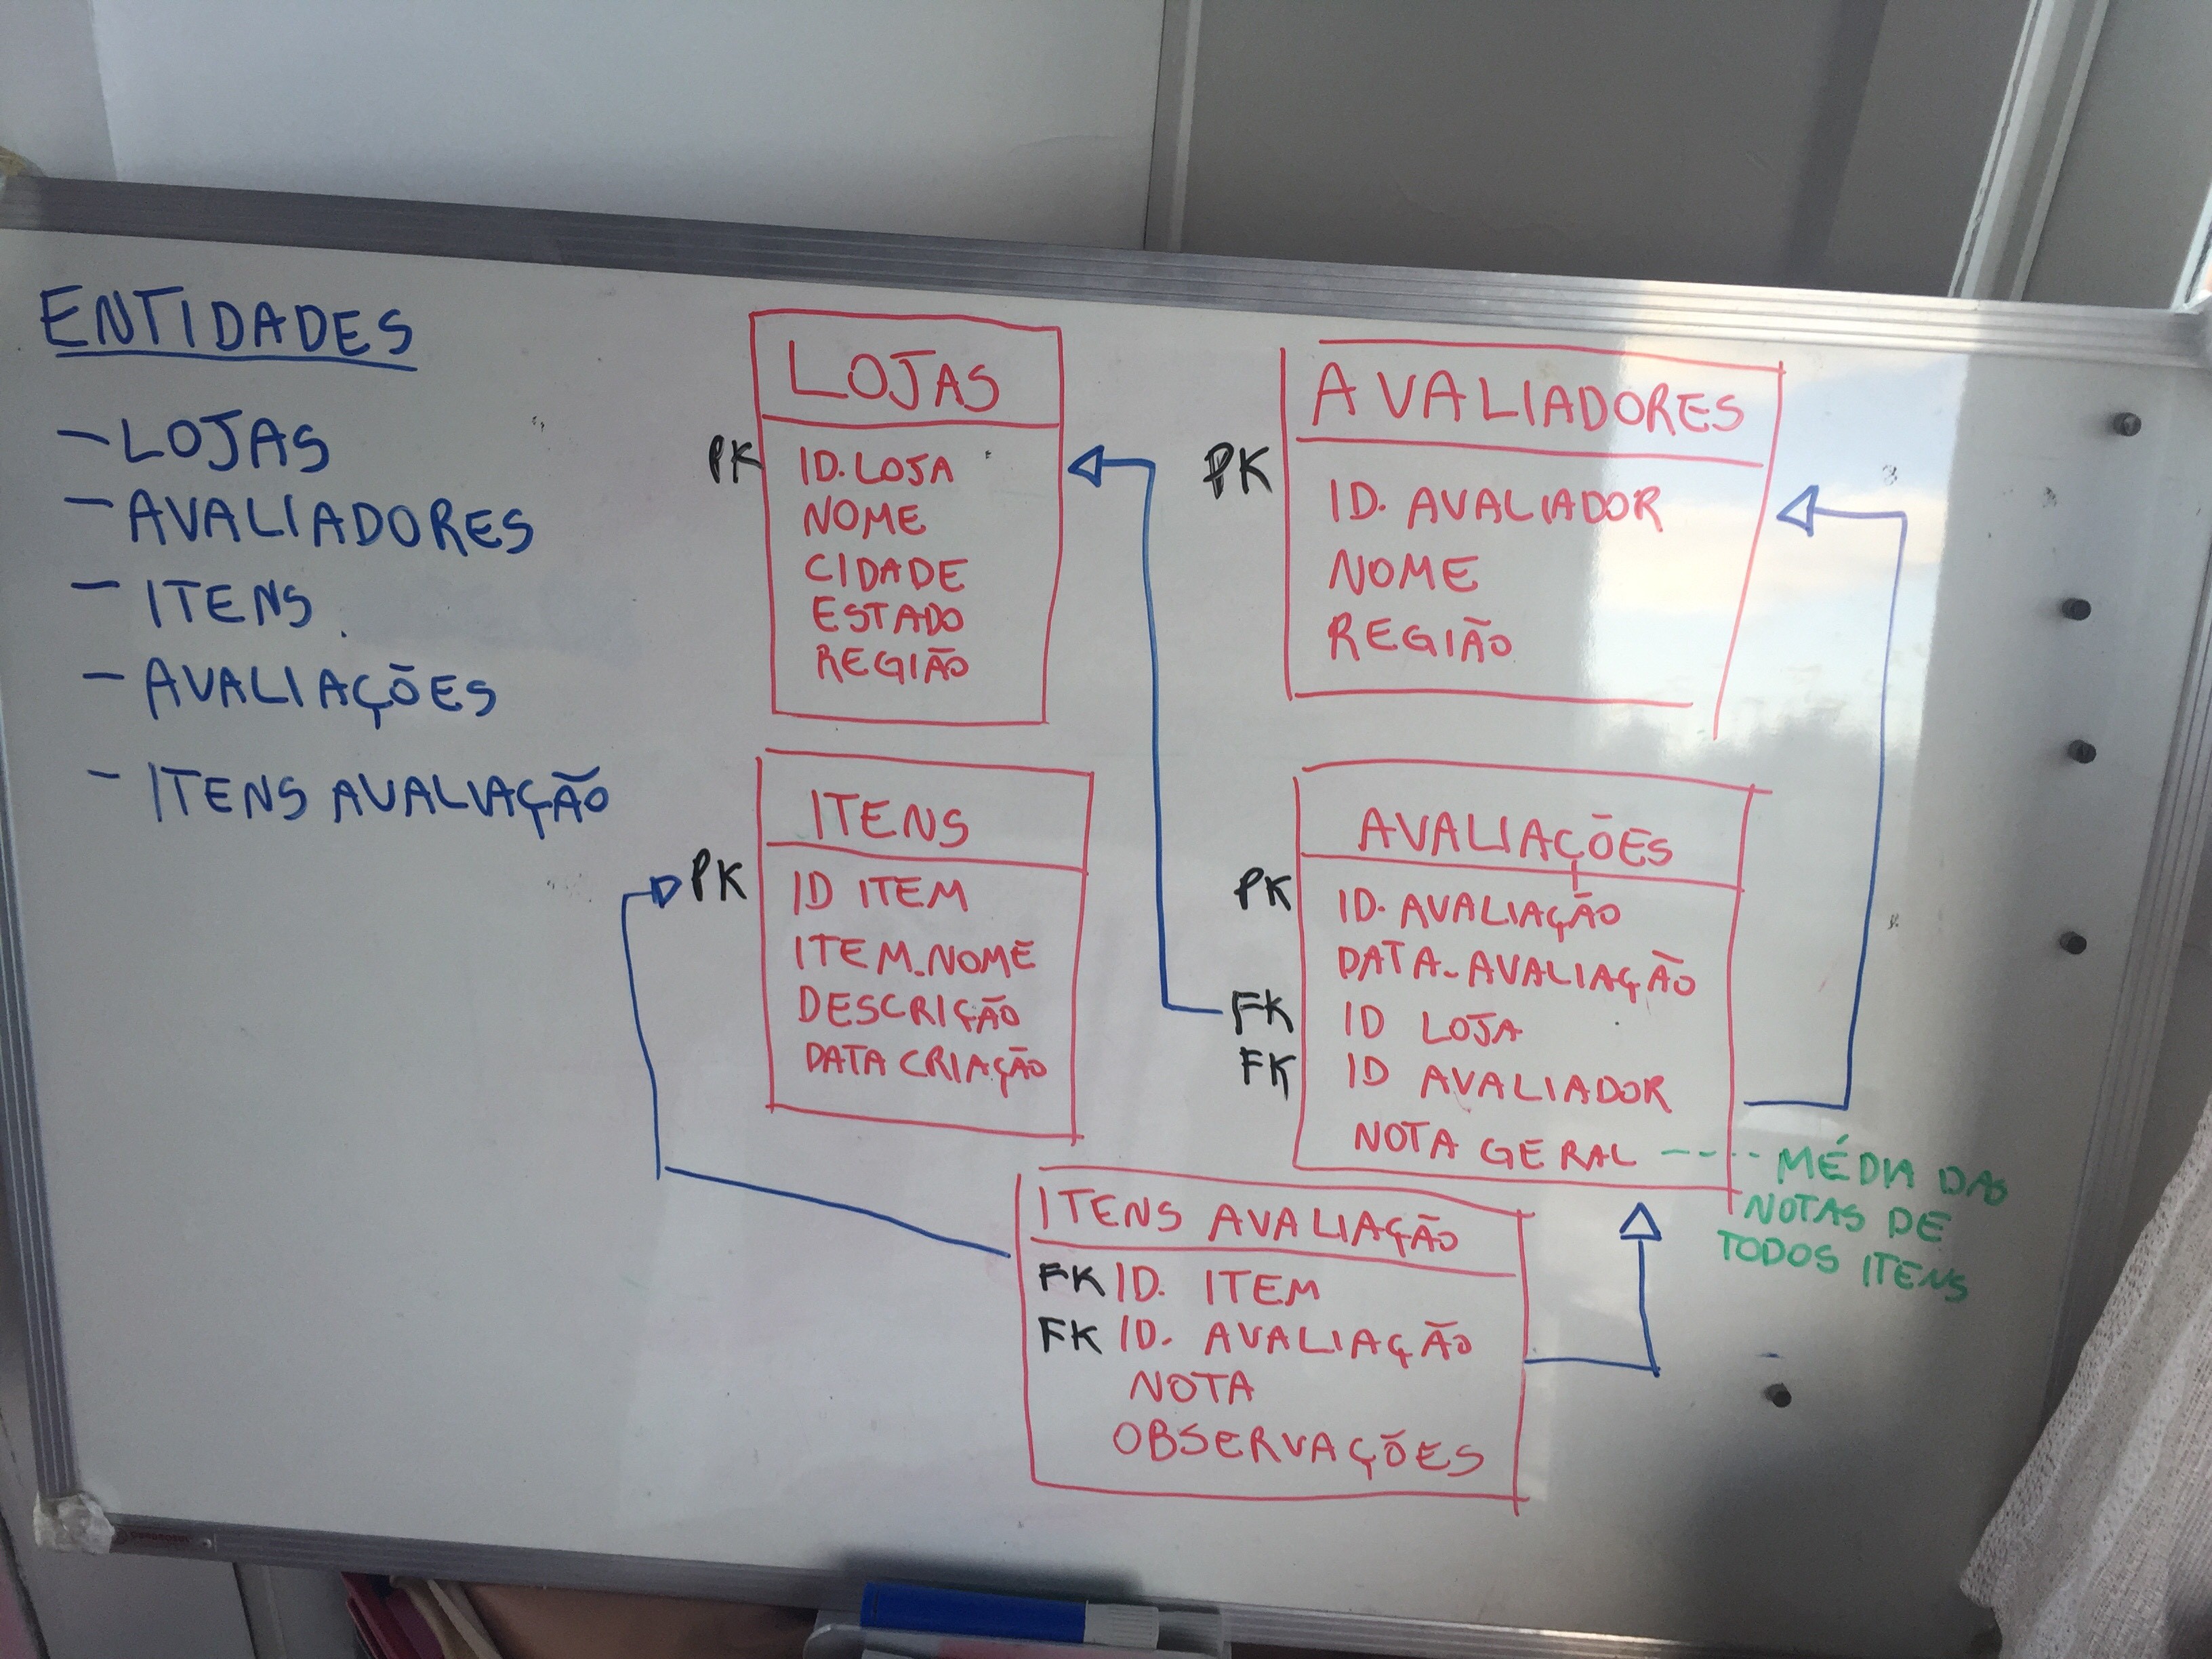 ENTIDADES
- LOJAS
- AVALIADORES
- ITENS
- AVALIAÇÕES
- ITENS AVALIAÇÃO
LOJAS
PK ID.LOJA
NOME
CIDADE
ESTADO
REGIÃO
AVALIADORES
PK ID. AVALIADOR
NOME
REGIÃO
ITENS
PK ID ITEM
ITEM_NOME
DESCRIÇÃO
DATA CRIAÇÃO
AVALIAÇÕES
PK ID. AVALIAÇÃO
DATA_AVALIAÇÃO
FK ID LOJA
FK ID AVALIADOR
NOTA GERAL ---- MÉDIA DAS
NOTAS DE
TODOS ITENS
ITENS AVALIAÇÃO
FK ID. ITEM
FK ID. AVALIAÇÃO
NOTA
OBSERVAÇÕES